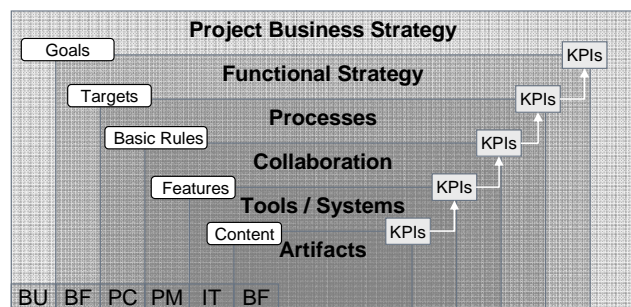 Project Business Strategy
Goals
KPIs
Functional Strategy
Targets
KPIs
Processes
Basic Rules
KPIs
Collaboration
Features
KPIs
Tools / Systems
Content
KPIs
Artifacts
BU BF PC PM IT BF